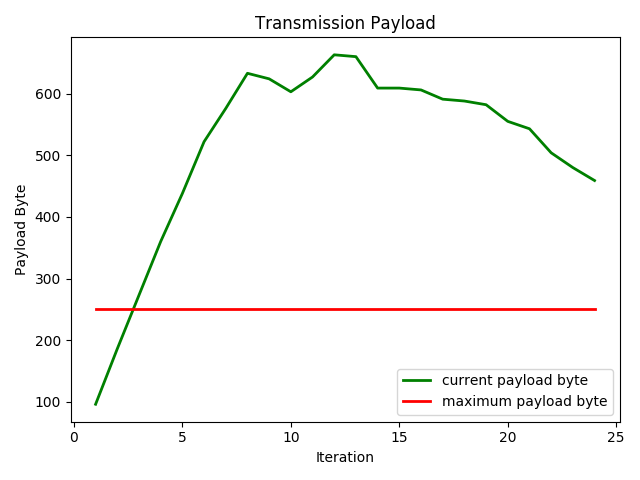 Transmission Payload
Payload Byte
600
500
400
300
200
100
0
5
10
15
20
25
Iteration
current payload byte
maximum payload byte